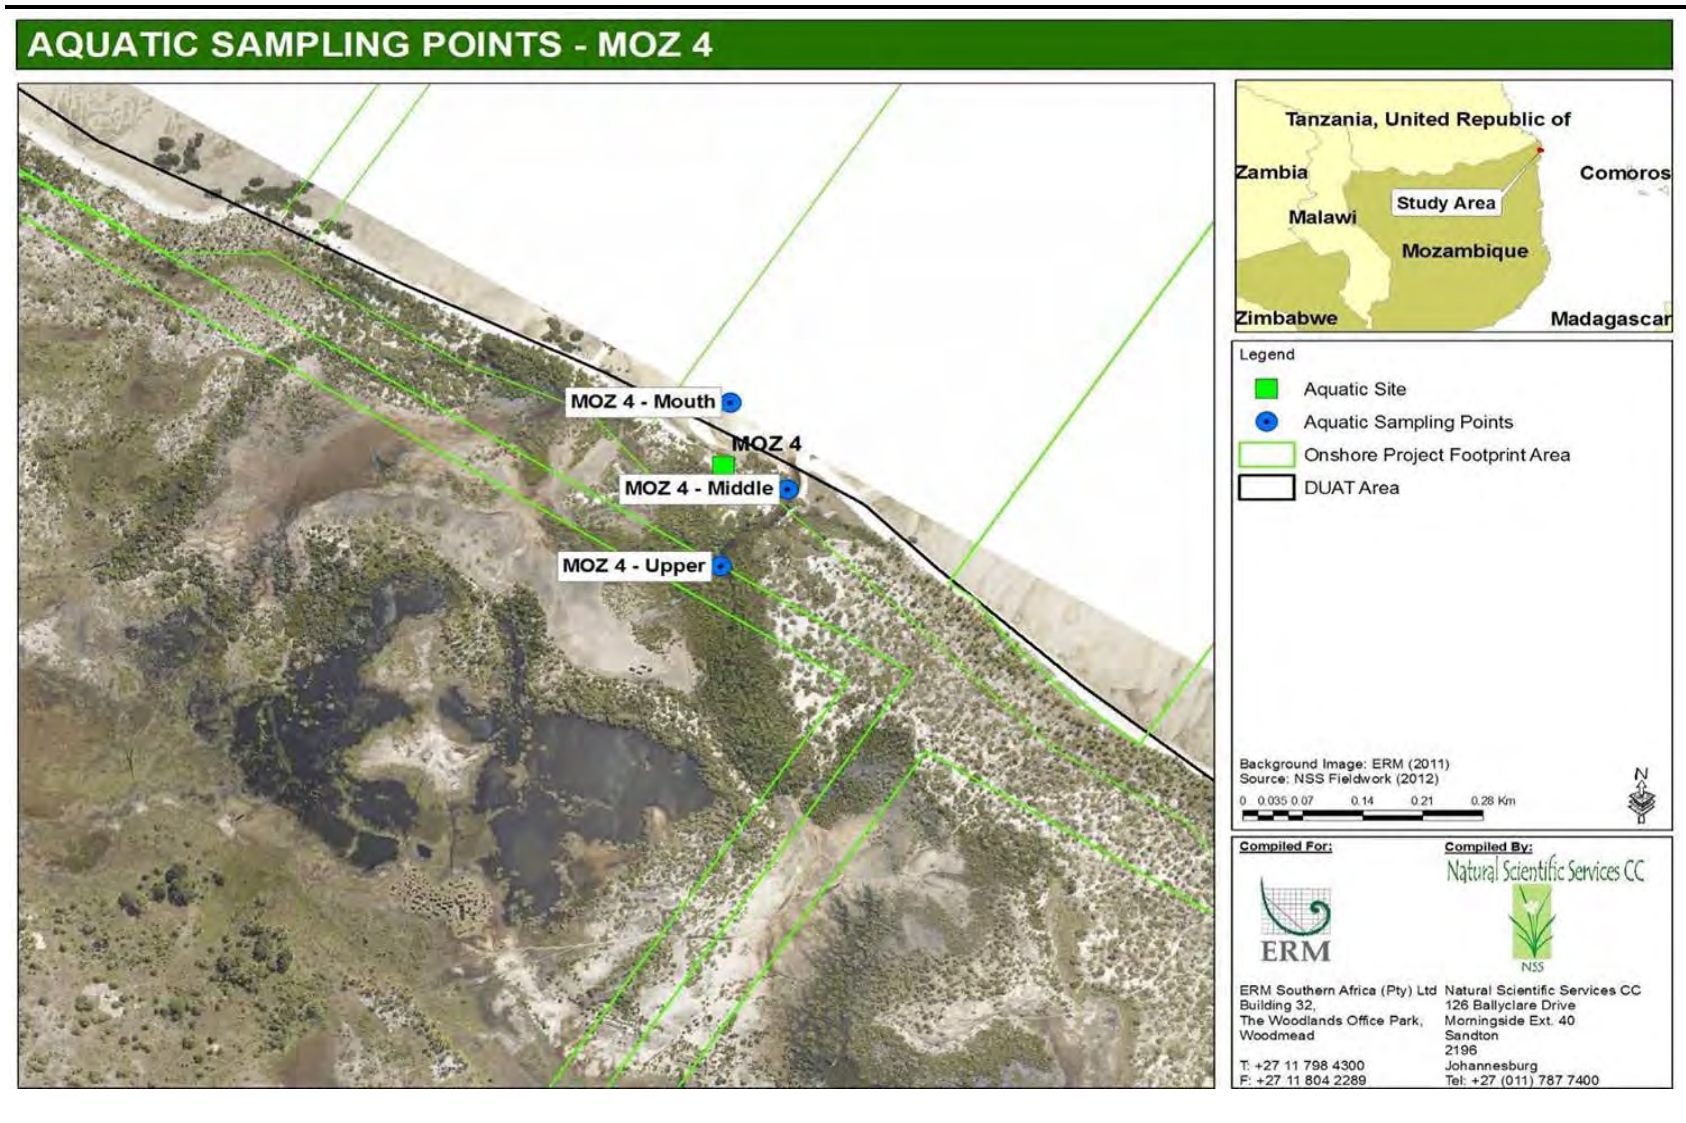 AQUATIC SAMPLING POINTS - MOZ 4
MOZ 4 - Mouth
MOZ 4
MOZ 4 - Middle
MOZ 4 - Upper
Tanzania, United Republic of
Zambia
Comoros
Study Area
Malawi
Mozambique
Zimbabwe
Madagascar
Legend
Aquatic Site
Aquatic Sampling Points
Onshore Project Footprint Area
DUAT Area
Background Image: ERM (2011)
Source: NSS Fieldwork (2012)
N
0 0.035 0.07 0.14 0.21 0.28 Km
Compiled For:
ERM
ERM Southern Africa (Pty) Ltd
Building 32,
The Woodlands Office Park,
Woodmead
T: +27 11 798 4300
F: +27 11 804 2289
Compiled By:
Natural Scientific Services CC
NSS
Natural Scientific Services CC
126 Ballyclare Drive
Morningside Ext. 40
Sandton
2196
Johannesburg
Tel: +27 (011) 787 7400